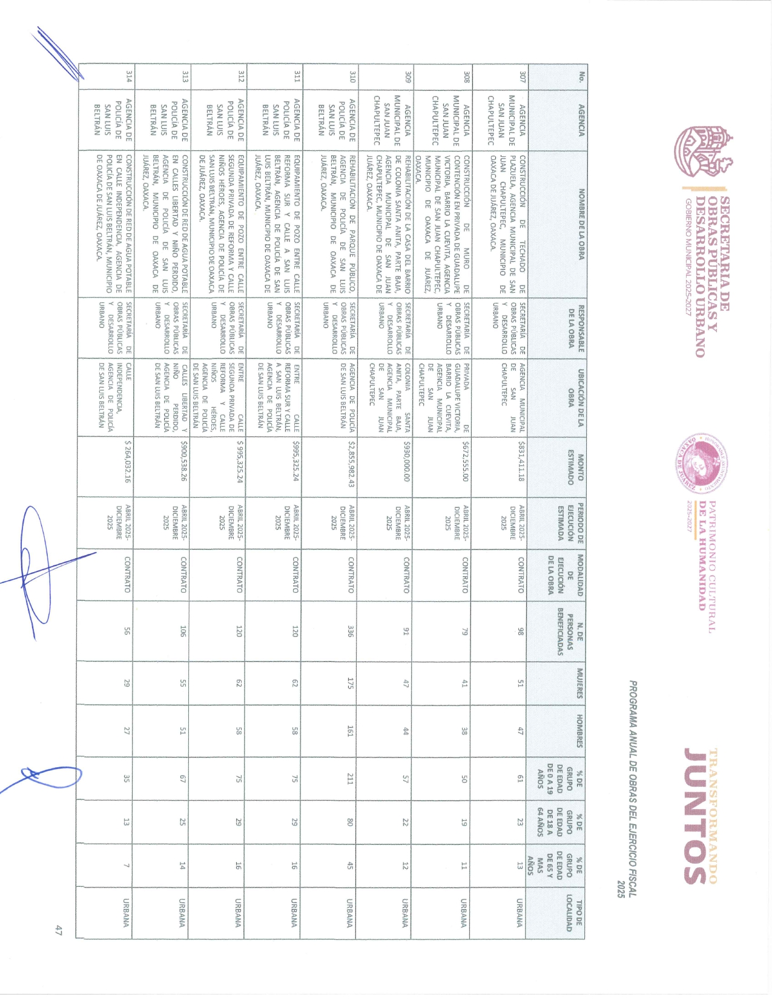 SECRETARÍA DE
OBRAS PÚBLICAS Y
DESARROLLO URBANO
GOBIERNO MUNICIPAL 2025-2027
HONORABLE AYUNTAMIENTO
OAXACA DE JUÁREZ
PATRIMONIO CULTURAL
DE LA HUMANIDAD
2025-2027
TRANSFORMANDO
JUNTOS
PROGRAMA ANUAL DE OBRAS DEL EJERCICIO FISCAL
2025
No.
AGENCIA
NOMBRE DE LA OBRA
RESPONSABLE
DE LA OBRA
UBICACIÓN DE LA
OBRA
MONTO
ESTIMADO
PERIODO DE
EJECUCIÓN
ESTIMADA
MODALIDAD
DE
EJECUCIÓN
DE LA OBRA
N. DE
PERSONAS
BENEFICIADAS
MUJERES
HOMBRES
% DE
GRUPO
DE EDAD
DE 0 A 19
AÑOS
% DE
GRUPO
DE EDAD
DE 18 A
64 AÑOS
% DE
GRUPO
DE EDAD
DE 65 Y
MAS
AÑOS
TIPO DE
LOCALIDAD
307
AGENCIA
MUNICIPAL DE
SAN JUAN
CHAPULTEPEC
CONSTRUCCIÓN DE TECHADO DE
PLAZUELA, AGENCIA MUNICIPAL DE SAN
JUAN CHAPULTEPEC, MUNICIPIO DE
OAXACA DE JUÁREZ, OAXACA.
SECRETARÍA DE
OBRAS PÚBLICAS
Y DESARROLLO
URBANO
AGENCIA MUNICIPAL
DE SAN JUAN
CHAPULTEPEC
$831,411.18
ABRIL 2025-
DICIEMBRE
2025
CONTRATO
98
51
47
61
23
13
URBANA
308
AGENCIA
MUNICIPAL DE
SAN JUAN
CHAPULTEPEC
CONSTRUCCIÓN DE MURO DE
CONTENCIÓN EN PRIVADA DE GUADALUPE
VICTORIA, BARRIO LA CUEVITA, AGENCIA
MUNICIPAL DE SAN JUAN CHAPULTEPEC,
MUNICIPIO DE OAXACA DE JUÁREZ,
OAXACA.
SECRETARÍA DE
OBRAS PÚBLICAS
Y DESARROLLO
URBANO
PRIVADA DE
GUADALUPE VICTORIA,
BARRIO LA CUEVITA,
AGENCIA MUNICIPAL
DE SAN JUAN
CHAPULTEPEC
$672,555.00
ABRIL 2025-
DICIEMBRE
2025
CONTRATO
79
41
38
50
19
11
URBANA
309
AGENCIA
MUNICIPAL DE
SAN JUAN
CHAPULTEPEC
REHABILITACIÓN DE LA CASA DEL BARRIO
DE COLONIA SANTA ANITA, PARTE BAJA,
AGENCIA MUNICIPAL DE SAN JUAN
CHAPULTEPEC, MUNICIPIO DE OAXACA DE
JUÁREZ, OAXACA.
SECRETARÍA DE
OBRAS PÚBLICAS
Y DESARROLLO
URBANO
COLONIA SANTA
ANITA, PARTE BAJA,
AGENCIA MUNICIPAL
DE SAN JUAN
CHAPULTEPEC
$930,000.00
ABRIL 2025-
DICIEMBRE
2025
CONTRATO
91
47
44
57
22
12
URBANA
310
AGENCIA DE
POLICÍA DE
SAN LUIS
BELTRÁN
REHABILITACIÓN DE PARQUE PÚBLICO,
AGENCIA DE POLICÍA DE SAN LUIS
BELTRÁN, MUNICIPIO DE OAXACA DE
JUÁREZ, OAXACA.
SECRETARÍA DE
OBRAS PÚBLICAS
Y DESARROLLO
URBANO
AGENCIA DE POLICÍA
DE SAN LUIS BELTRÁN
$2,855,982.43
ABRIL 2025-
DICIEMBRE
2025
CONTRATO
336
175
161
211
80
45
URBANA
311
AGENCIA DE
POLICÍA DE
SAN LUIS
BELTRÁN
EQUIPAMIENTO DE POZO ENTRE CALLE
REFORMA SUR Y CALLE A SAN LUIS
BELTRÁN, AGENCIA DE POLICÍA DE SAN
LUIS BELTRÁN, MUNICIPIO DE OAXACA DE
JUÁREZ, OAXACA.
SECRETARÍA DE
OBRAS PÚBLICAS
Y DESARROLLO
URBANO
ENTRE CALLE
REFORMA SUR Y CALLE
A SAN LUIS BELTRÁN,
AGENCIA DE POLICÍA
DE SAN LUIS BELTRÁN
$995,325.24
ABRIL 2025-
DICIEMBRE
2025
CONTRATO
120
62
58
75
29
16
URBANA
312
AGENCIA DE
POLICÍA DE
SAN LUIS
BELTRÁN
EQUIPAMIENTO DE POZO ENTRE CALLE
SEGUNDA PRIVADA DE REFORMA Y CALLE
NIÑOS HÉROES, AGENCIA DE POLICÍA DE
SAN LUIS BELTRÁN, MUNICIPIO DE OAXACA
DE JUÁREZ, OAXACA.
SECRETARÍA DE
OBRAS PÚBLICAS
Y DESARROLLO
URBANO
ENTRE CALLE
SEGUNDA PRIVADA DE
REFORMA Y CALLE
NIÑOS HÉROES,
AGENCIA DE POLICÍA
DE SAN LUIS BELTRÁN
$ 995,325.24
ABRIL 2025-
DICIEMBRE
2025
CONTRATO
120
62
58
75
29
16
URBANA
313
AGENCIA DE
POLICÍA DE
SAN LUIS
BELTRÁN
CONSTRUCCIÓN DE RED DE AGUA POTABLE
EN CALLES LIBERTAD Y NIÑO PERDIDO,
AGENCIA DE POLICÍA DE SAN LUIS
BELTRÁN, MUNICIPIO DE OAXACA DE
JUÁREZ, OAXACA.
SECRETARÍA DE
OBRAS PÚBLICAS
Y DESARROLLO
URBANO
CALLES LIBERTAD Y
NIÑO PERDIDO,
AGENCIA DE POLICÍA
DE SAN LUIS BELTRÁN
$900,538.26
ABRIL 2025-
DICIEMBRE
2025
CONTRATO
106
55
51
67
25
14
URBANA
314
AGENCIA DE
POLICÍA DE
SAN LUIS
BELTRÁN
CONSTRUCCIÓN DE RED DE AGUA POTABLE
EN CALLE INDEPENDENCIA, AGENCIA DE
POLICÍA DE SAN LUIS BELTRÁN, MUNICIPIO
DE OAXACA DE JUÁREZ, OAXACA.
SECRETARÍA DE
OBRAS PÚBLICAS
Y DESARROLLO
URBANO
CALLE
INDEPENDENCIA,
AGENCIA DE POLICÍA
DE SAN LUIS BELTRÁN
$ 264,032.16
ABRIL 2025-
DICIEMBRE
2025
CONTRATO
56
29
27
35
13
7
URBANA
47